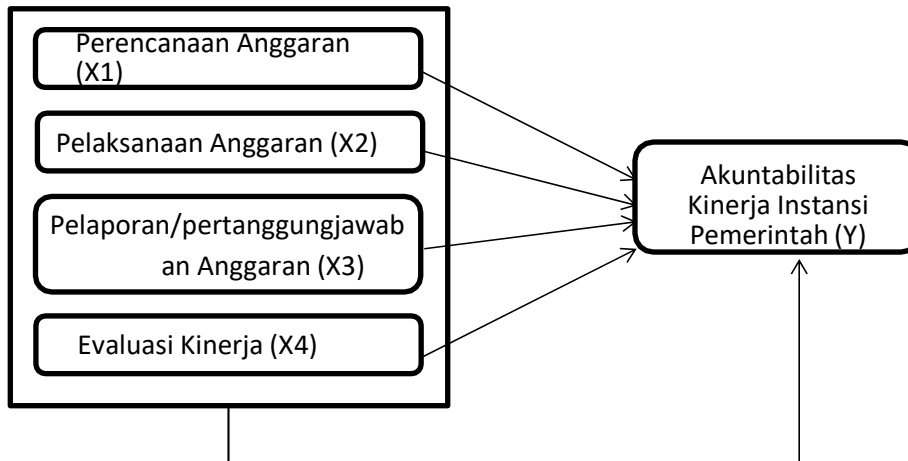 Perencanaan Anggaran
(X1)
Pelaksanaan Anggaran (X2)
Pelaporan/pertanggungjawab
an Anggaran (X3)
Evaluasi Kinerja (X4)
Akuntabilitas
Kinerja Instansi
Pemerintah (Y)